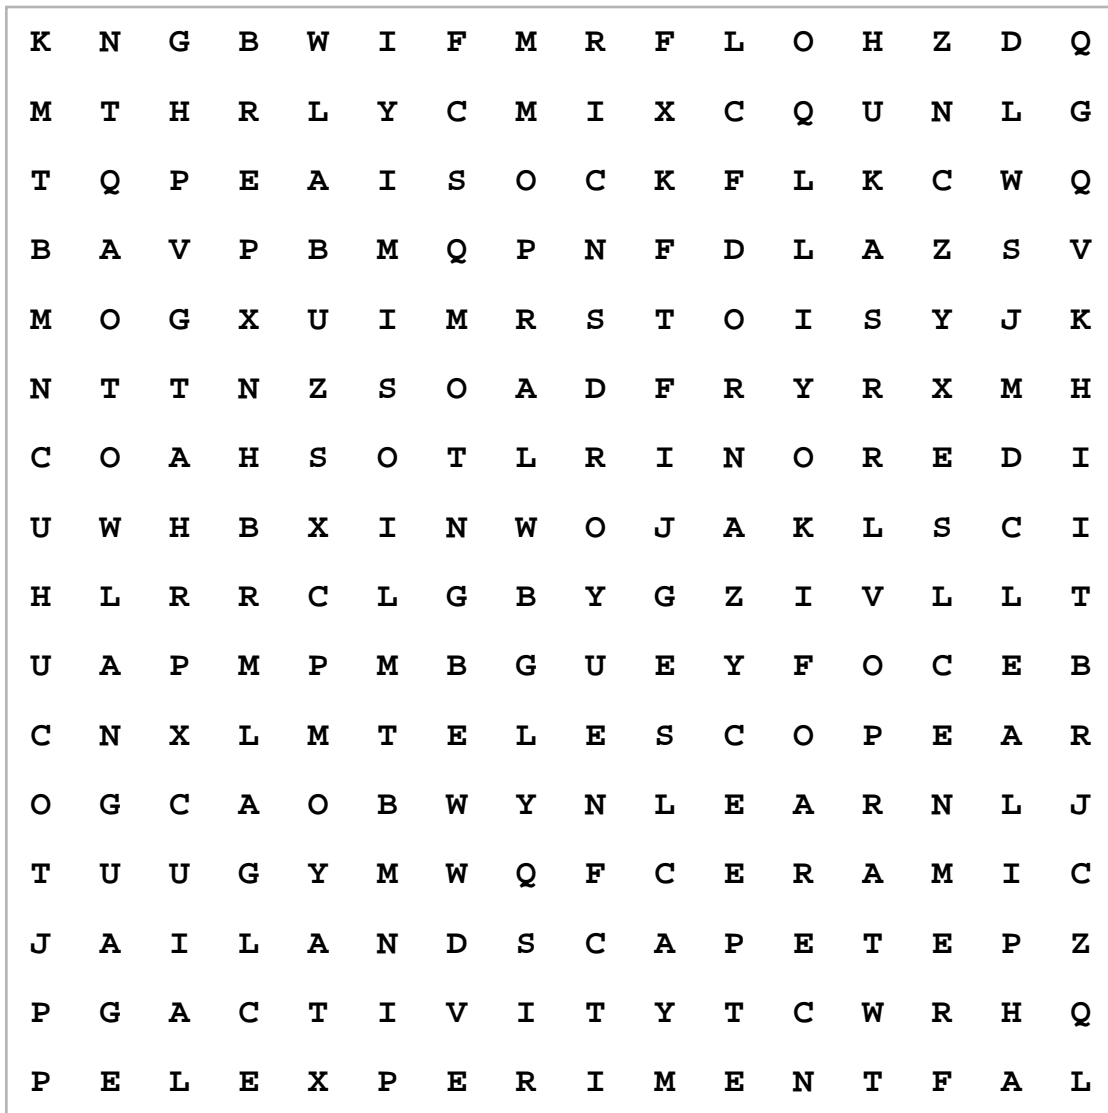 K N G B W I F M R F L O H Z D Q
M T H R L Y C M I X C Q U N L G
T Q P E A I S O C K F L K C W Q
B A V P B M Q P N F D L A Z S V
M O G X U I M R S T O I S Y J K
N T T N Z S O A D F R Y R X M H
C O A H S O T L R I N O R E D I
U W H B X I N W O J A K L S C I
H L R R C L G B Y G Z I V L L T
U A P M P M B G U E Y F O C E B
C N X L M T E L E S C O P E A R
O G C A O B W Y N L E A R N L J
T U U G Y M W Q F C E R A M I C
J A I L A N D S C A P E T E P Z
P G A C T I V I T Y T C W R H Q
P E L E X P E R I M E N T F A L